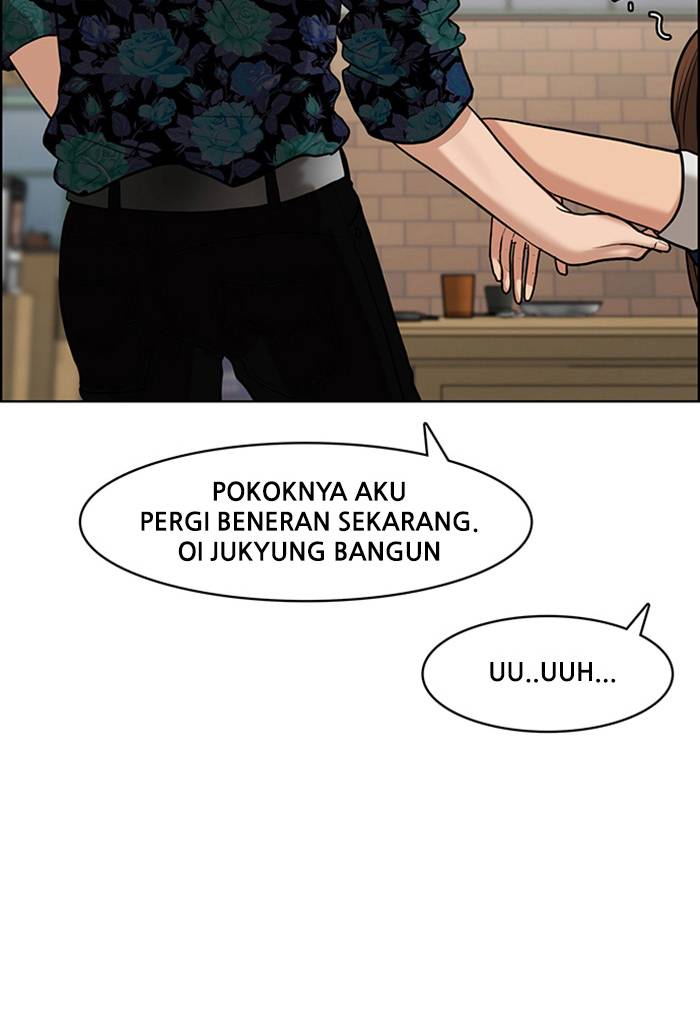 POKOKNYA AKU
PERGI BENERAN SEKARANG.
OI JUKYUNG BANGUN
UU..UUH...